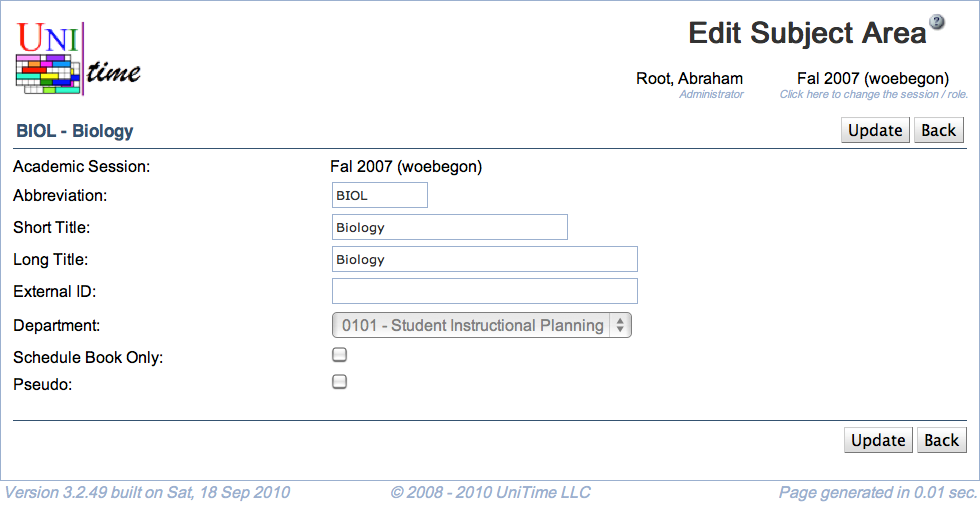 UNI
time
Edit Subject Area
?
Root, Abraham
Administrator
Fal 2007 (woebegon)
Click here to change the session / role.
BIOL - Biology
Update Back
Academic Session: Fal 2007 (woebegon)
Abbreviation: BIOL
Short Title: Biology
Long Title: Biology
External ID:
Department: 0101 - Student Instructional Planning
Schedule Book Only:
Pseudo:
Update Back
Version 3.2.49 built on Sat, 18 Sep 2010 © 2008 - 2010 UniTime LLC Page generated in 0.01 sec.